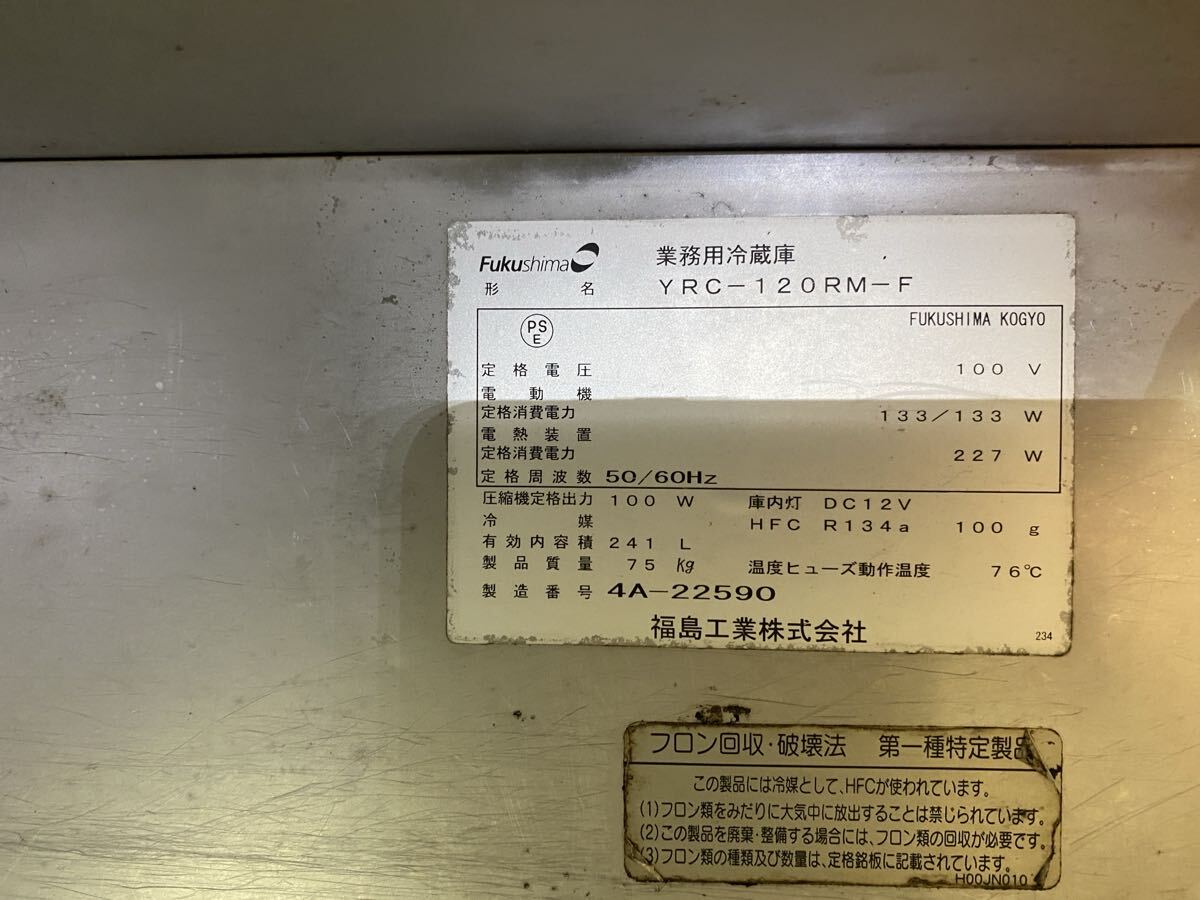 Fukushima 業務用冷蔵庫
形名 YRC-120RM-F
PS E FUKUSHIMA KOGYO
定格電圧 100 V
電動機
定格消費電力 133/133 W
電熱装置
定格消費電力 227 W
定格周波数 50/60Hz
圧縮機定格出力 100 W 庫内灯 DC12V
冷媒 HFC R134a 100 g
有効内容積 241 L
製品質量 75 kg 温度ヒューズ動作温度 76℃
製造番号 4A-22590
福島工業株式会社 234
フロン回収・破壊法 第一種特定製品
この製品には冷媒として、HFCが使われています。
(1)フロン類をみだりに大気中に放出することは禁じられています。
(2)この製品を廃棄・整備する場合には、フロン類の回収が必要です。
(3)フロン類の種類及び数量は、定格銘板に記載されています。
H00JN010